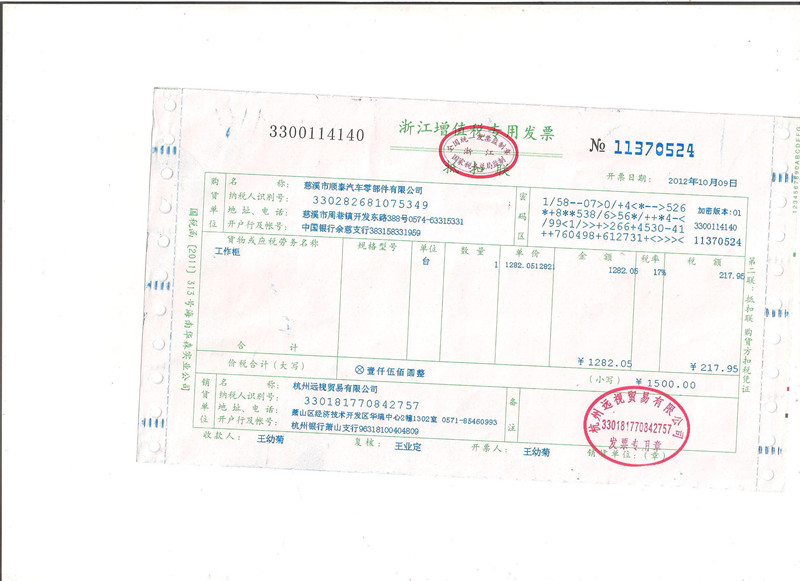 3300114140
浙江增值税专用发票
№ 11370524
全国统一发票监制章
浙江
国家税务总局监制
抵扣联
开票日期： 2012年10月09日
购货单位
名 称： 慈溪市顺泰汽车零部件有限公司
纳税人识别号： 330282681075349
地 址、电 话： 慈溪市周巷镇开发东路388号0574-63315331
开户行及帐号： 中国银行余慈支行383158331959
密码区
1/58--07>0/+4<*-->526 加密版本:01
*+8**538/6>56*/++*4-< 3300114140
/99<1/>>+>266+4530-41
++760498+612731+<>>>< 11370524
货物或应税劳务名称 规格型号 单位 数 量 单 价 金 额 税率 税 额
工作柜 台 1 1282.0512821 1282.05 17% 217.95
合 计 ￥1282.05 ￥217.95
价税合计（大写） ⊗壹仟伍佰圆整 （小写） ￥1500.00
销货单位
名 称： 杭州远视贸易有限公司
纳税人识别号： 330181770842757
地 址、电 话： 萧山区经济技术开发区华瑞中心2幢1302室 0571-85460993
开户行及帐号： 杭州银行萧山支行96318100404809
备注
杭州远视贸易有限公司
330181770842757
发票专用章
收款人： 王幼菊 复核： 王业定 开票人： 王幼菊 销货单位：（章）
国税函〔2011〕313号海南华森实业公司
第二联：抵扣联 购货方扣税凭证